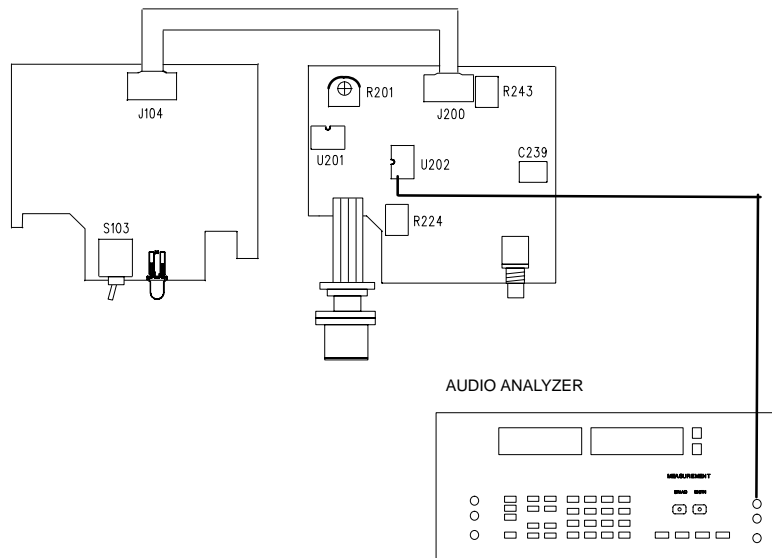 J104
R201
J200
R243
U201
U202
C239
R224
S103
AUDIO ANALYZER
MEASUREMENT